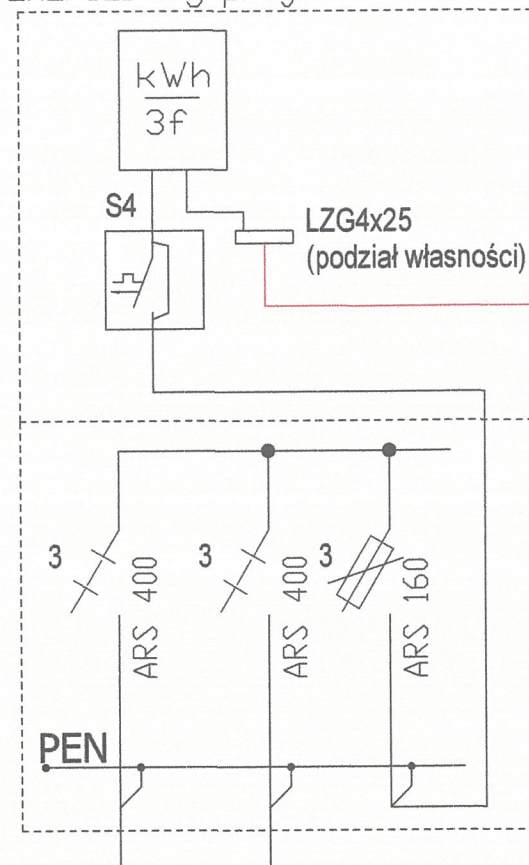 kWh
3f
S4
LZG4x25
(podział własności)
3
ARS 400
3
ARS 400
3
ARS 160
PEN